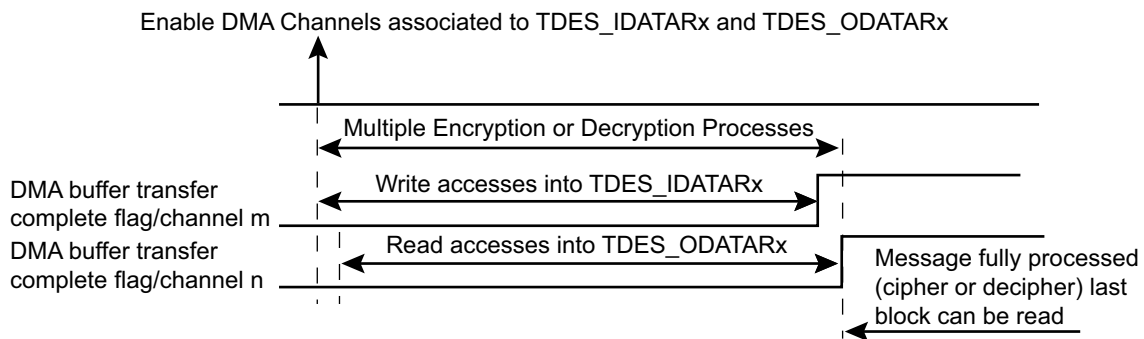 Enable DMA Channels associated to TDES_IDATARx and TDES_ODATARx
Multiple Encryption or Decryption Processes
Write accesses into TDES_IDATARx
DMA buffer transfer
complete flag/channel m
Read accesses into TDES_ODATARx
DMA buffer transfer
complete flag/channel n
Message fully processed
(cipher or decipher) last
block can be read